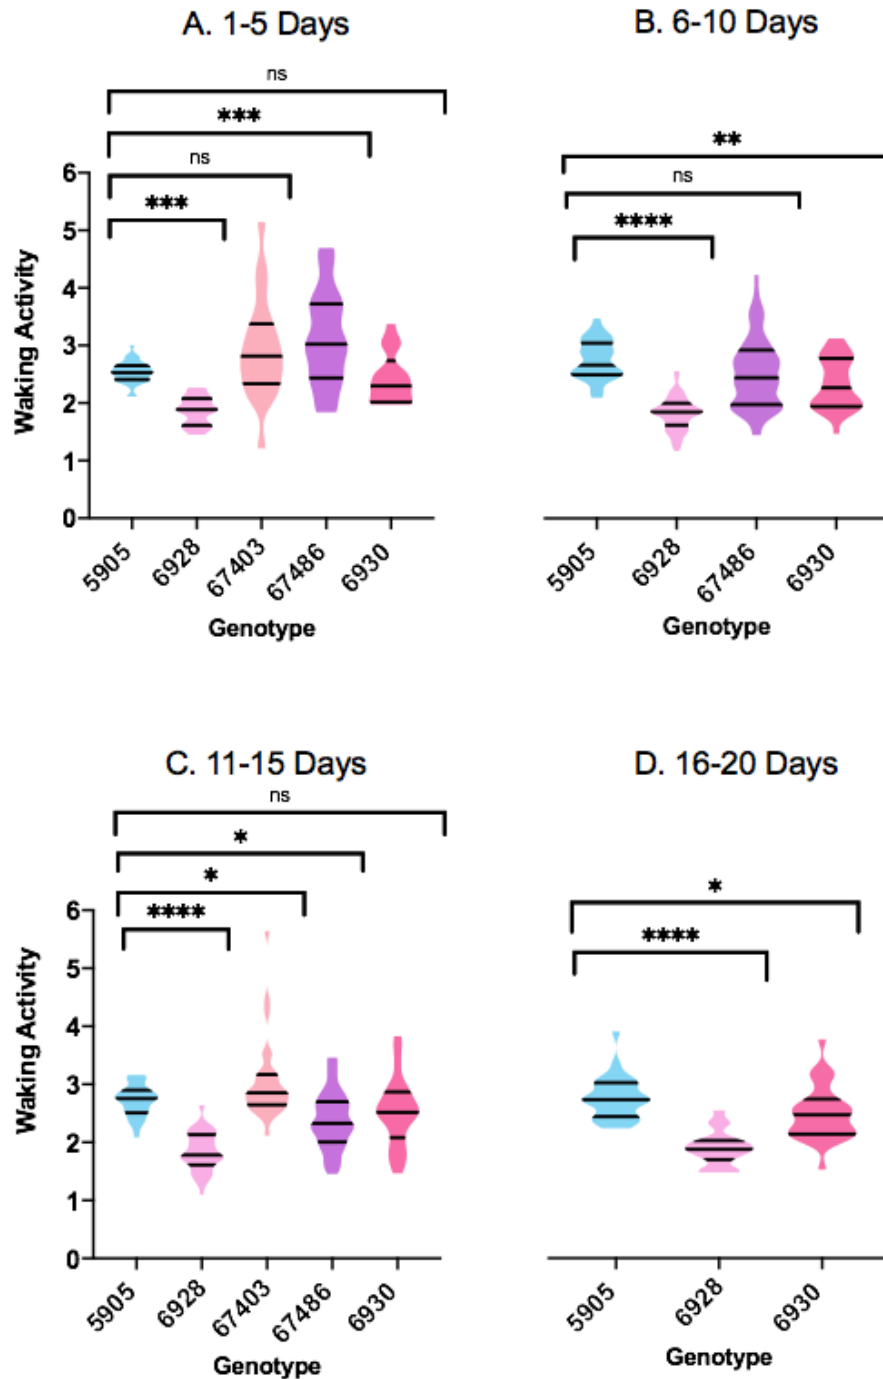 A. 1-5 Days
ns
***
ns
***
6
5
4
3
2
1
0
Waking Activity
5905
6928
67403
67486
6930
Genotype
B. 6-10 Days
**
ns
****
5905
6928
67486
6930
Genotype
C. 11-15 Days
ns
*
*
****
6
5
4
3
2
1
0
Waking Activity
5905
6928
67403
67486
6930
Genotype
D. 16-20 Days
*
****
5905
6928
6930
Genotype